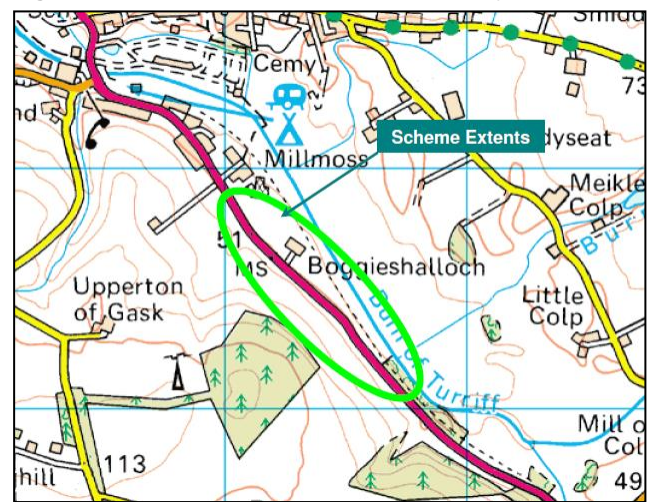 Cemy
73
Scheme Extents
dyseat
Millmoss
Meikle
Colp
51
MS
Boggieshalloch
Upperton
of Gask
Little
Colp
Burn of Turriff
Mill o
Col
hill
113
49